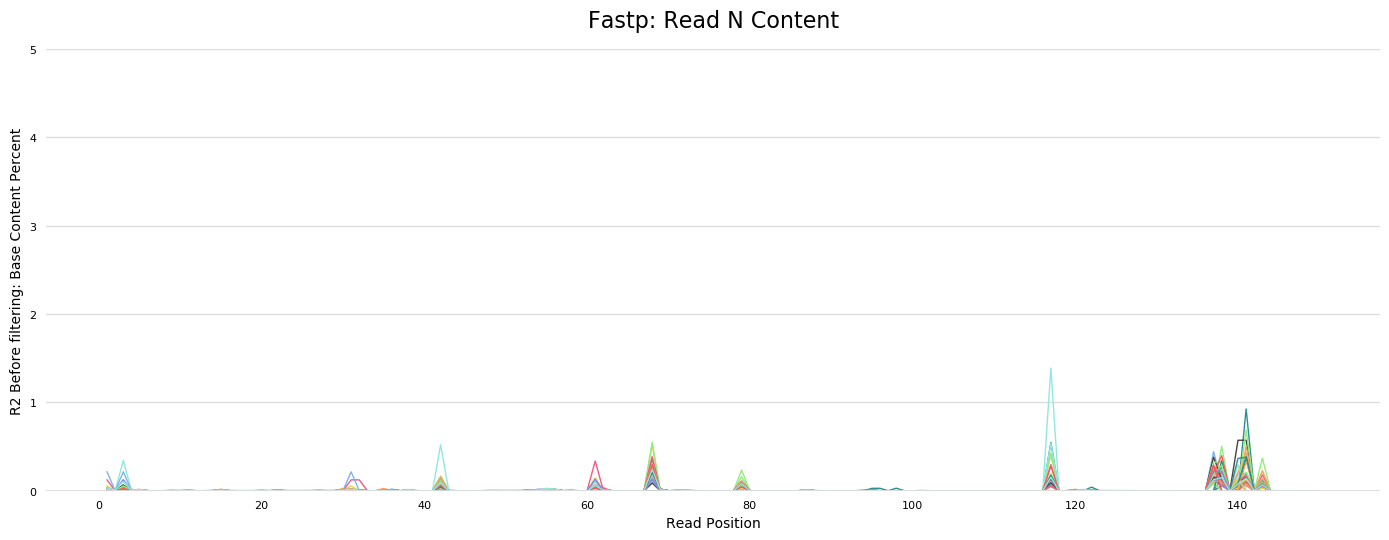 Fastp: Read N Content
R2 Before filtering: Base Content Percent
5
4
3
2
1
0
0 20 40 60 80 100 120 140
Read Position